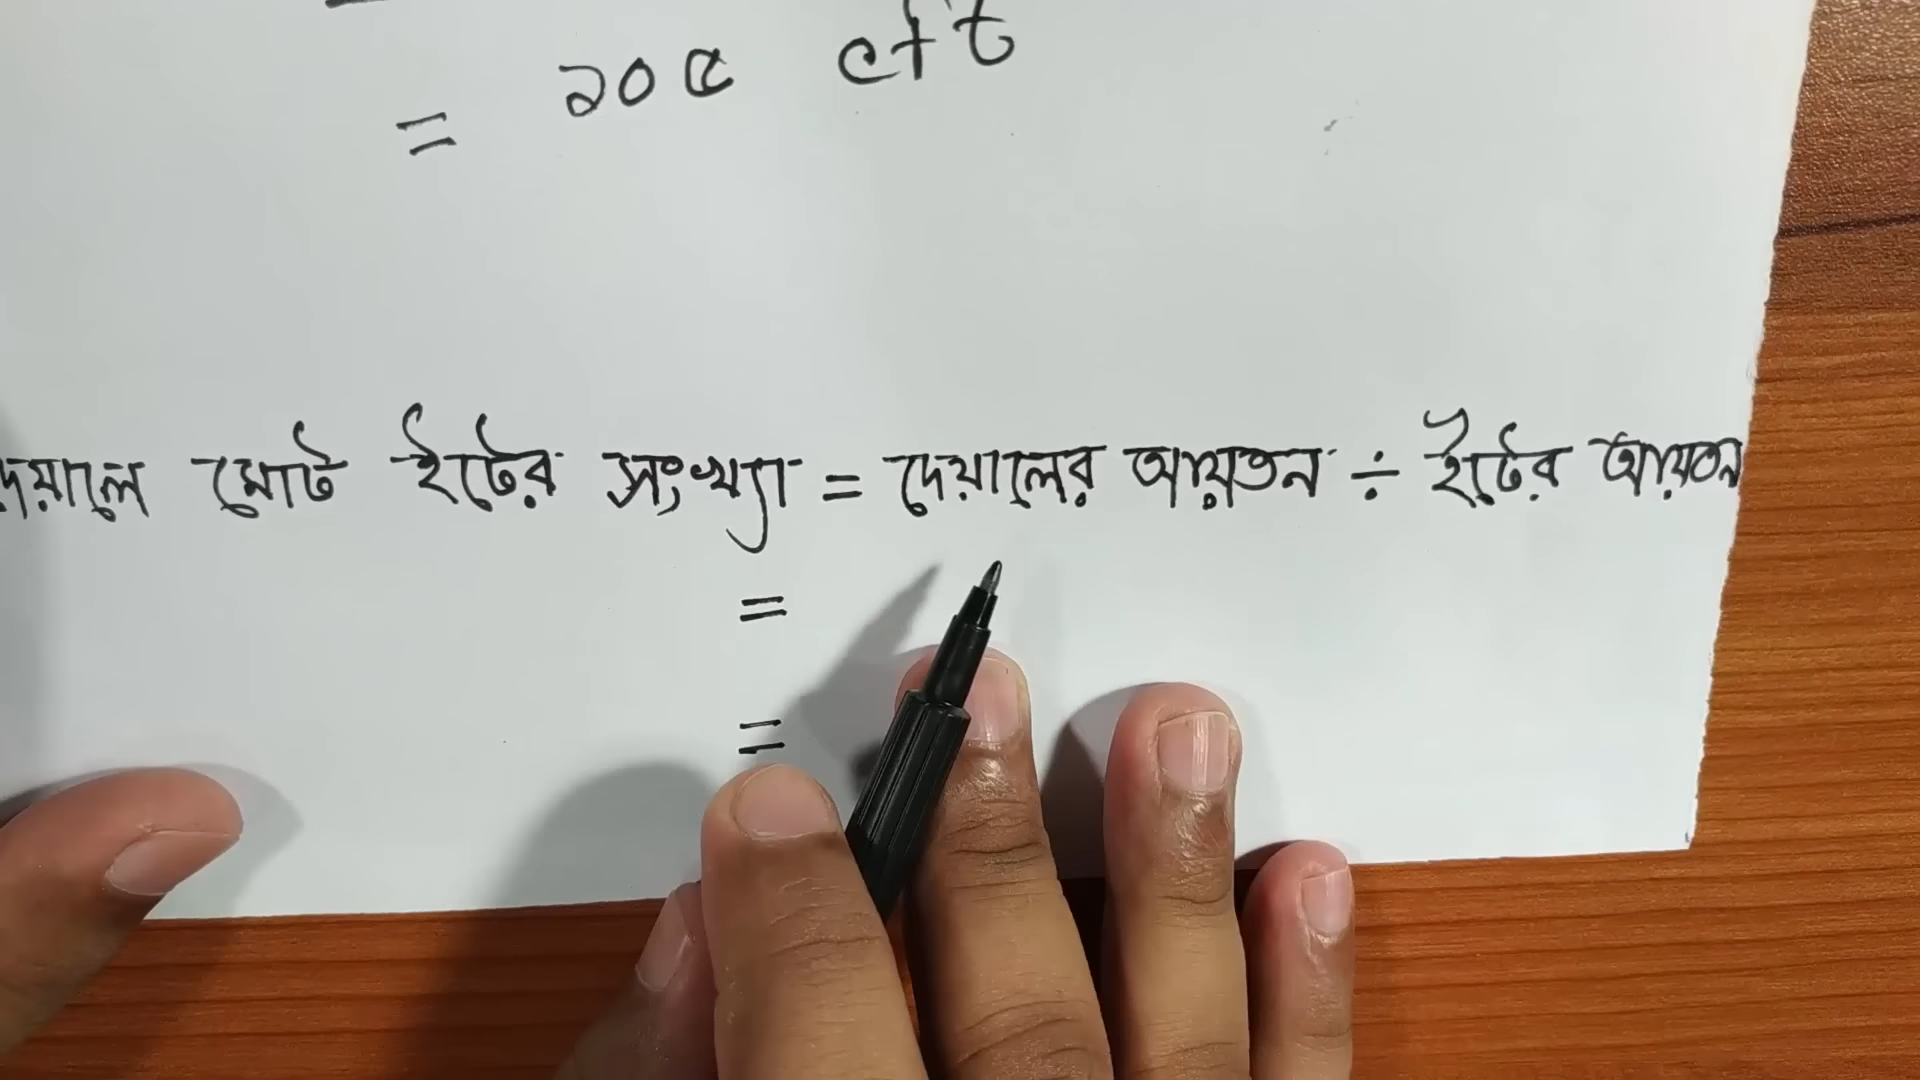 = ১০৫ cft
দেয়ালে মোট ইটের সংখ্যা = দেয়ালের আয়তন ÷ ইটের আয়তন
=
=